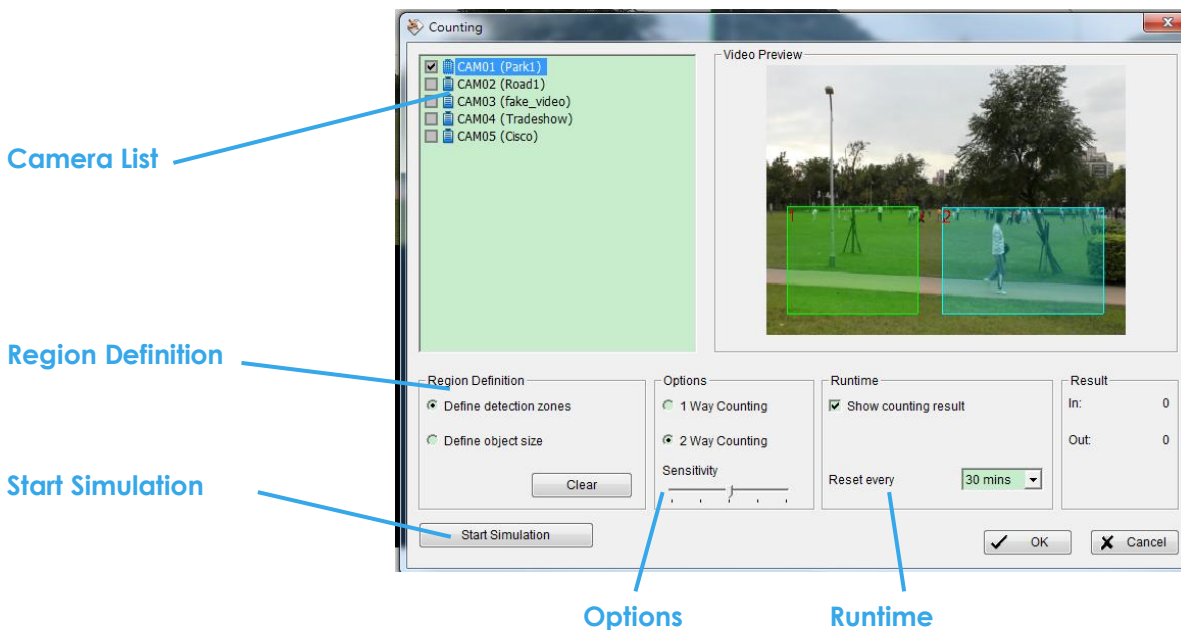 Counting
CAM01 (Park1)
CAM02 (Road1)
CAM03 (fake_video)
CAM04 (Tradeshow)
CAM05 (Cisco)
Video Preview
1
2
2
Camera List
Region Definition
Start Simulation
Region Definition
Define detection zones
Define object size
Clear
Options
1 Way Counting
2 Way Counting
Sensitivity
Runtime
Show counting result
Reset every 30 mins
Result
In: 0
Out: 0
Start Simulation
OK
Cancel
Options
Runtime